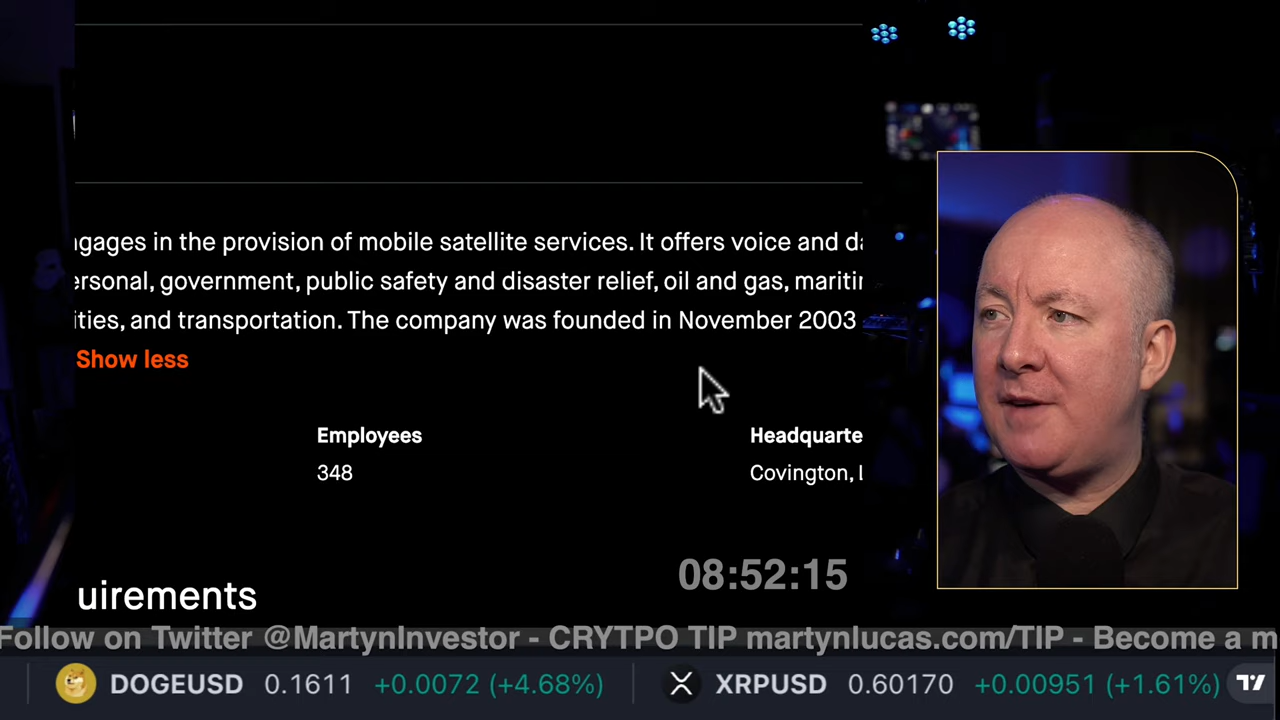 ngages in the provision of mobile satellite services. It offers voice and da
ersonal, government, public safety and disaster relief, oil and gas, maritim
ities, and transportation. The company was founded in November 2003
Show less
Employees
Headquarte
348
Covington, L
08:52:15
uirements
Follow on Twitter @MartynInvestor - CRYTPO TIP martynlucas.com/TIP - Become a m
DOGEUSD 0.1611 +0.0072 (+4.68%) XRPUSD 0.60170 +0.00951 (+1.61%)